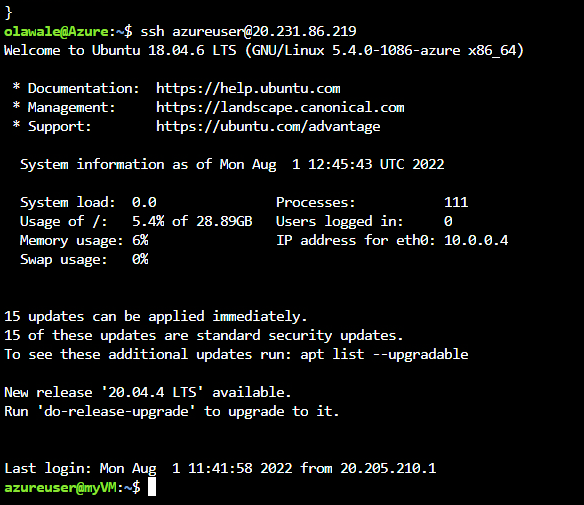 }
olawale@Azure:~$ ssh azureuser@20.231.86.219
Welcome to Ubuntu 18.04.6 LTS (GNU/Linux 5.4.0-1086-azure x86_64)
* Documentation:  https://help.ubuntu.com
* Management:     https://landscape.canonical.com
* Support:        https://ubuntu.com/advantage
System information as of Mon Aug  1 12:45:43 UTC 2022
System load:  0.0               Processes:           111
Usage of /:   5.4% of 28.89GB   Users logged in:     0
Memory usage: 6%                IP address for eth0: 10.0.0.4
Swap usage:   0%
15 updates can be applied immediately.
15 of these updates are standard security updates.
To see these additional updates run: apt list --upgradable
New release '20.04.4 LTS' available.
Run 'do-release-upgrade' to upgrade to it.
Last login: Mon Aug  1 11:41:58 2022 from 20.205.210.1
azureuser@myVM:~$